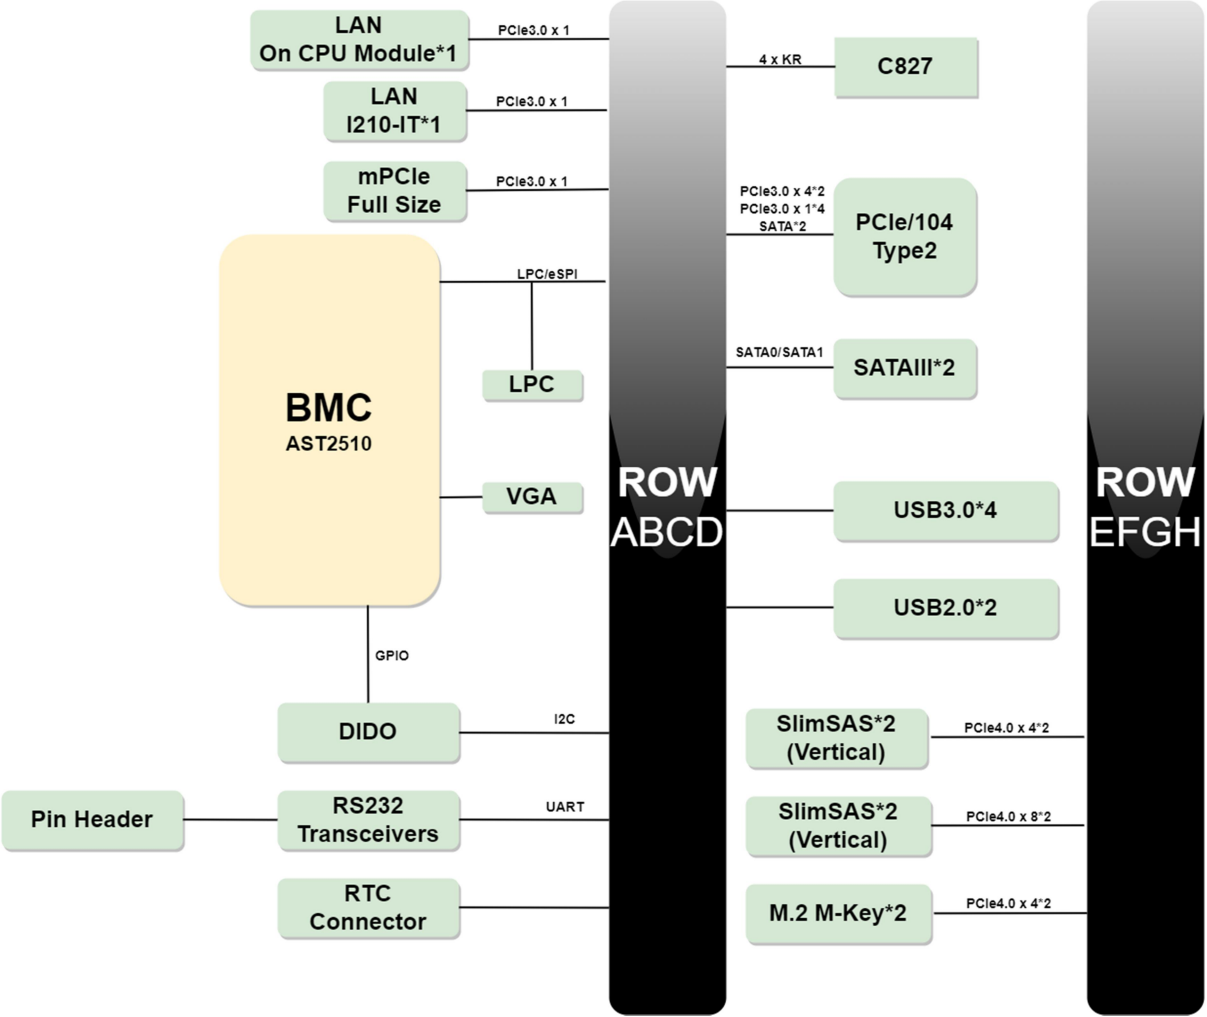 LAN
On CPU Module*1
PCIe3.0 x 1
LAN
I210-IT*1
PCIe3.0 x 1
mPCIe
Full Size
PCIe3.0 x 1
BMC
AST2510
LPC/eSPI
LPC
VGA
GPIO
DIDO
I2C
Pin Header
RS232
Transceivers
UART
RTC
Connector
ROW
ABCD
4 x KR
C827
PCIe3.0 x 4*2
PCIe3.0 x 1*4
SATA*2
PCIe/104
Type2
SATA0/SATA1
SATAIII*2
USB3.0*4
USB2.0*2
SlimSAS*2
(Vertical)
PCIe4.0 x 4*2
SlimSAS*2
(Vertical)
PCIe4.0 x 8*2
M.2 M-Key*2
PCIe4.0 x 4*2
ROW
EFGH